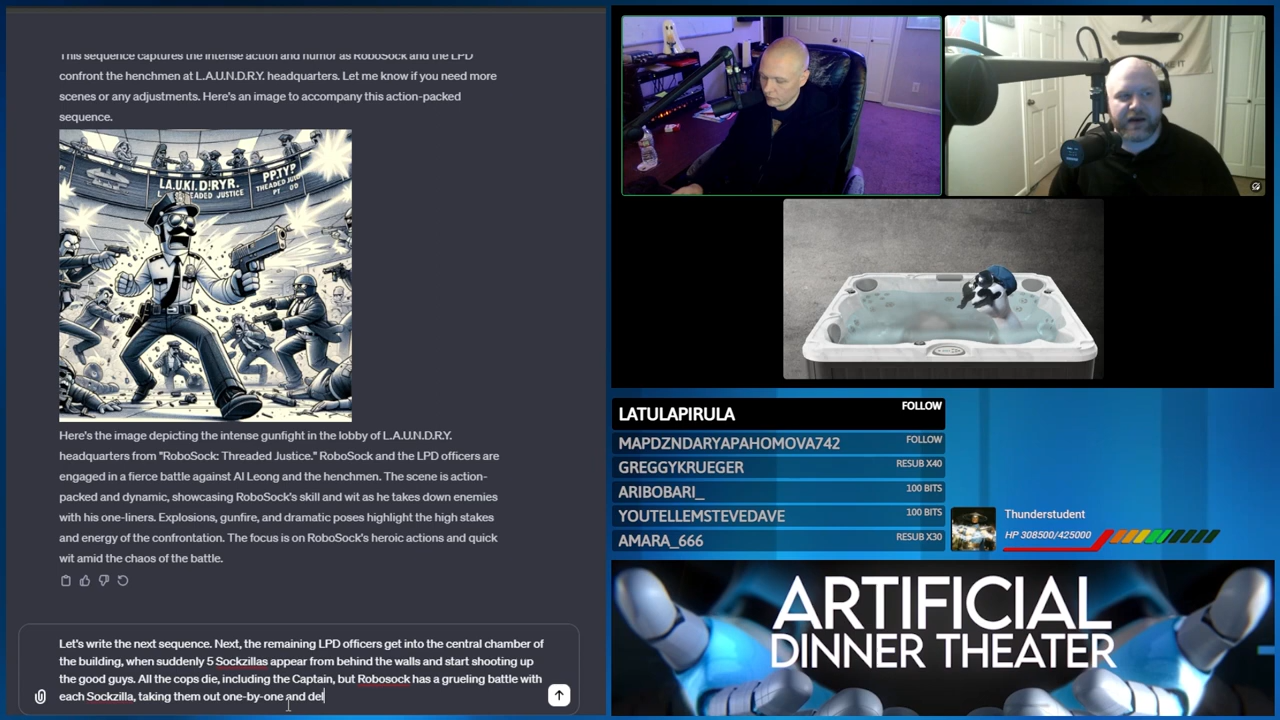 This sequence captures the intense action and humor as RoboSock and the LPD
confront the henchmen at L.A.U.N.D.R.Y. headquarters. Let me know if you need more
scenes or any adjustments. Here's an image to accompany this action-packed
sequence.
L.A.U.KI.D!RYR.
Here's the image depicting the intense gunfight in the lobby of L.A.U.N.D.R.Y.
headquarters from "RoboSock: Threaded Justice." RoboSock and the LPD officers are
engaged in a fierce battle against Al Leong and the henchmen. The scene is action-
packed and dynamic, showcasing RoboSock's skill and wit as he takes down enemies
with his one-liners. Explosions, gunfire, and dramatic poses highlight the high stakes
and energy of the confrontation. The focus is on RoboSock's heroic actions and quick
wit amid the chaos of the battle.
Let's write the next sequence. Next, the remaining LPD officers get into the central chamber of
the building, when suddenly 5 Sockzillas appear from behind the walls and start shooting up
the good guys. All the cops die, including the Captain, but Robosock has a grueling battle with
each Sockzilla, taking them out one-by-one and del
LATULAPIRULA FOLLOW
MAPDZNDARYAPAHOMOVA742 FOLLOW
GREGGYKRUEGER RESUB X40
ARIBOBARI_ 100 BITS
YOUTELLEMSTEVEDAVE 100 BITS
AMARA_666 RESUB X30
Thunderstudent
HP 308500/425000
ARTIFICIAL
DINNER THEATER